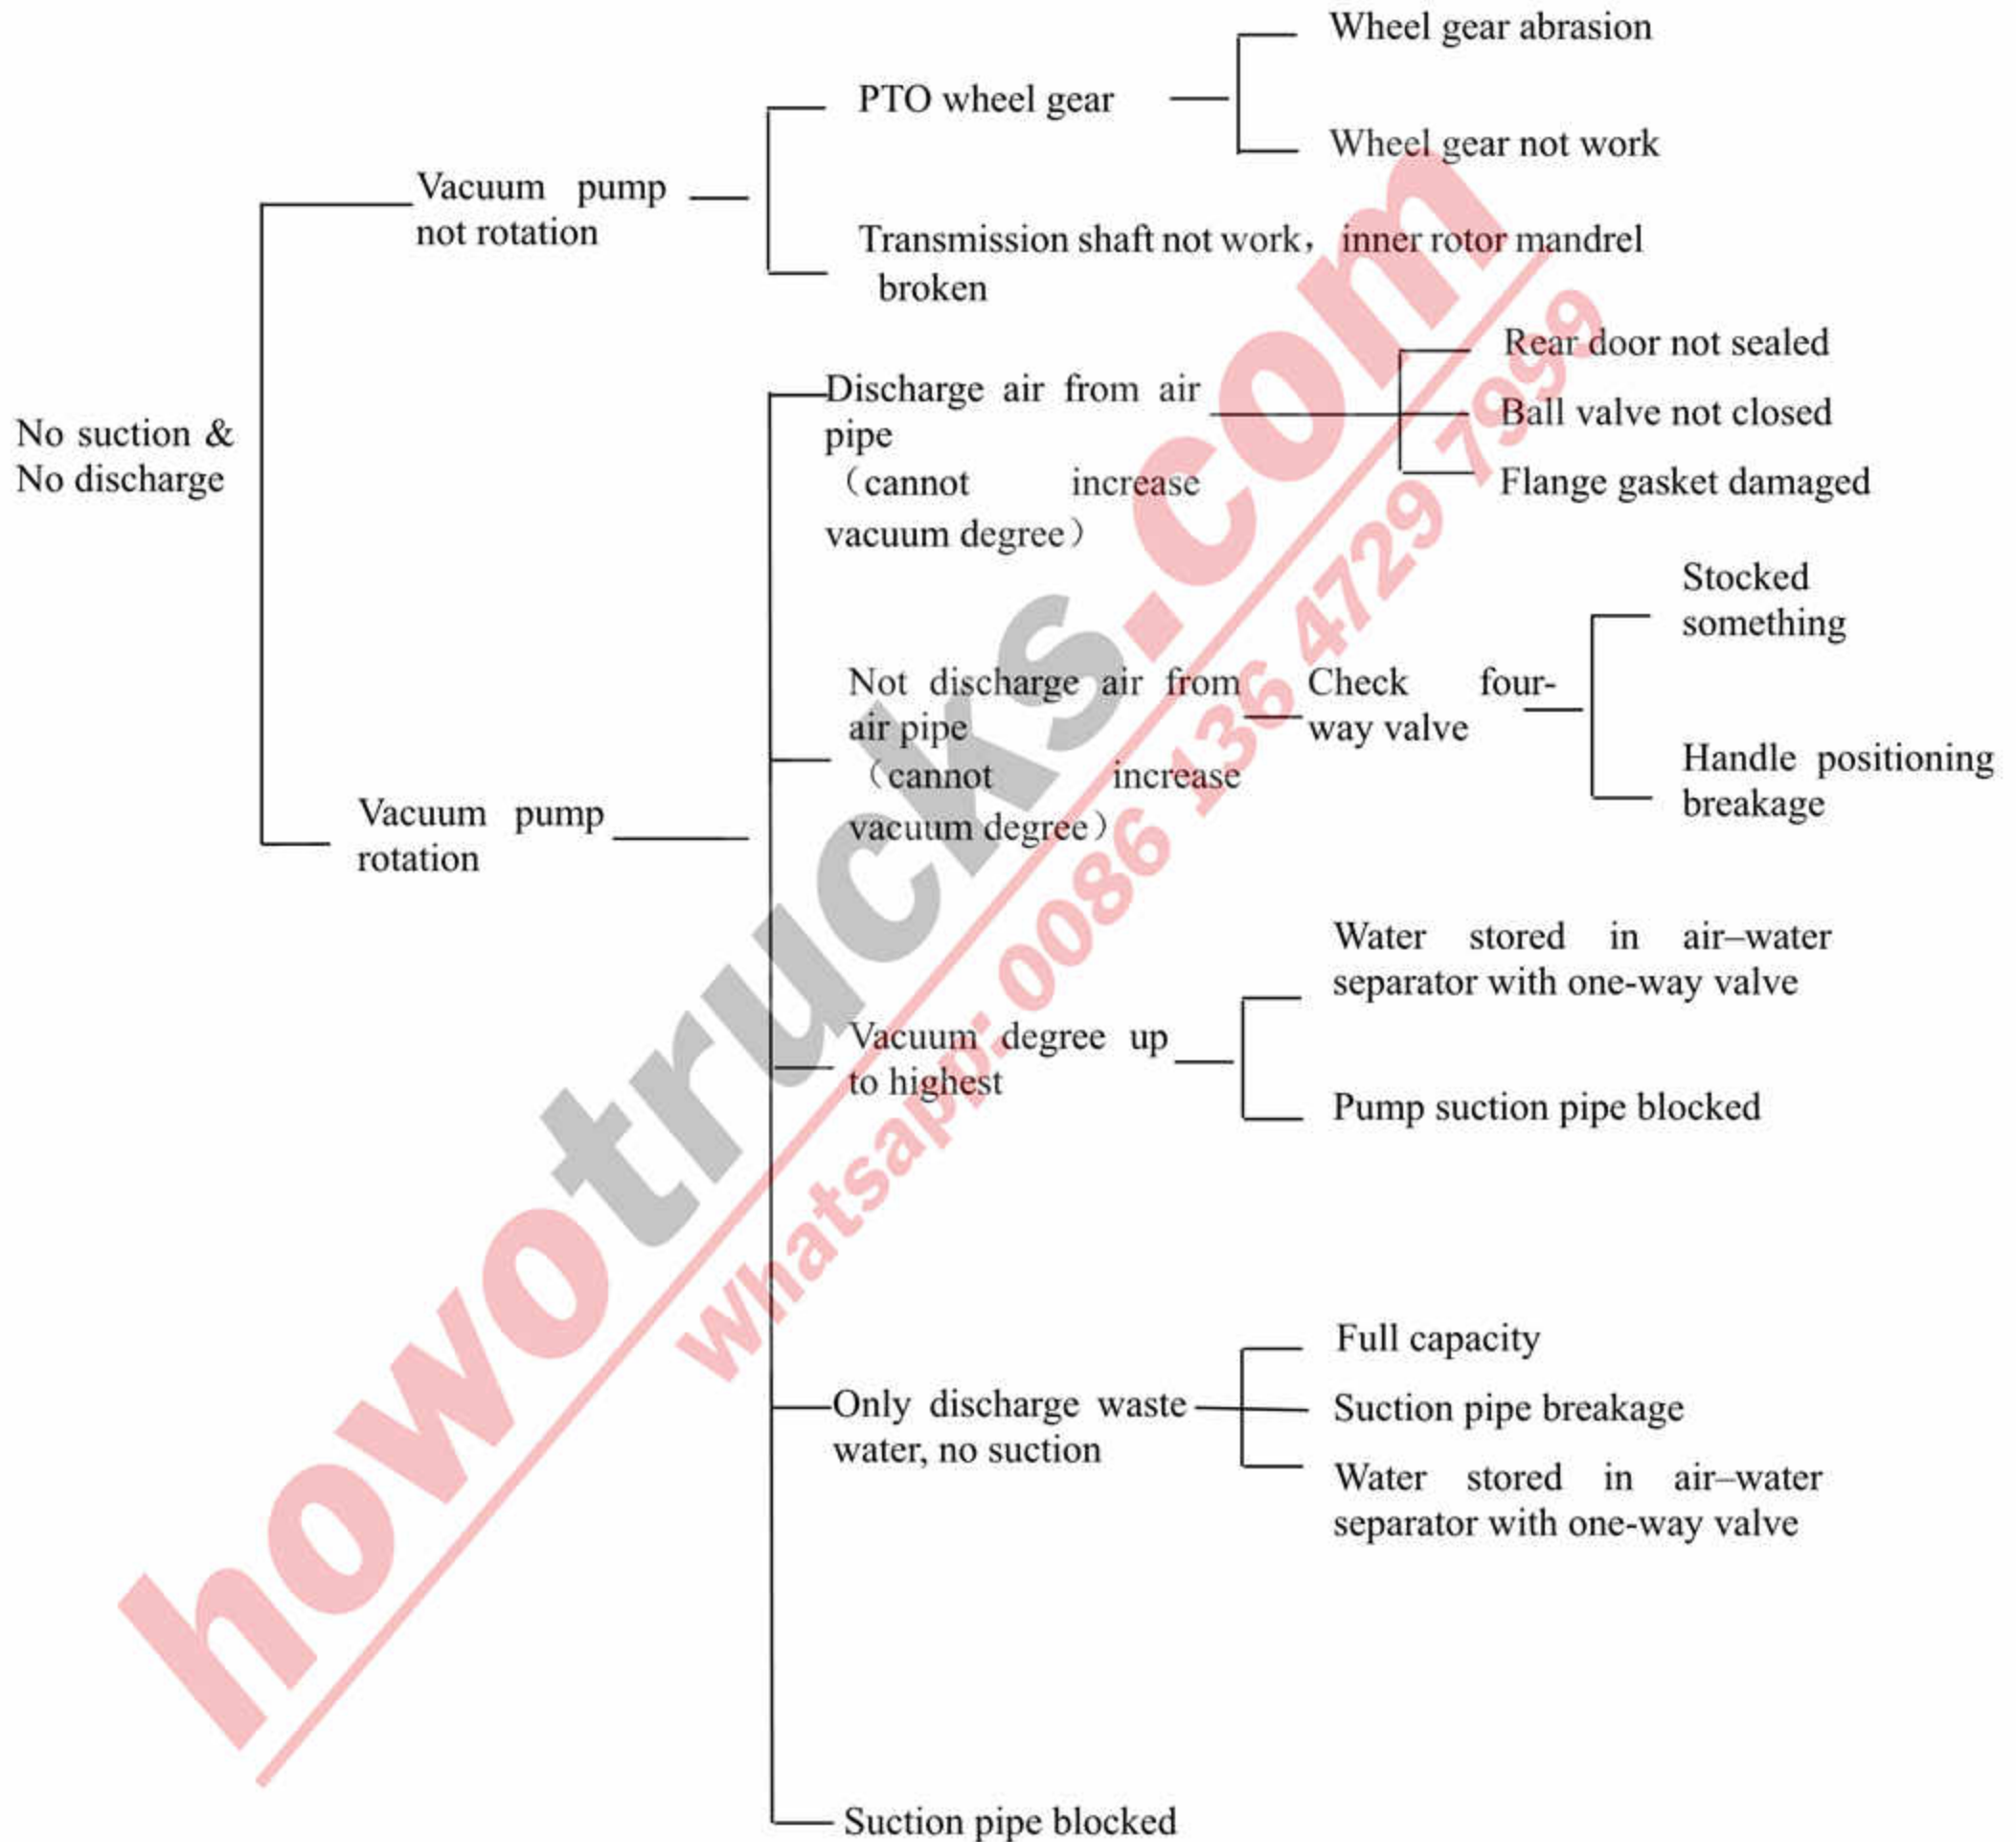 Wheel gear abrasion
PTO wheel gear
Wheel gear not work
Vacuum pump
not rotation
Transmission shaft not work，inner rotor mandrel
broken
No suction &
No discharge
Discharge air from air
pipe
（cannot increase
vacuum degree）
Rear door not sealed
Ball valve not closed
Flange gasket damaged
Not discharge air from
air pipe
（cannot increase
vacuum degree）
Check four-
way valve
Stocked
something
Handle positioning
breakage
Vacuum pump
rotation
Vacuum degree up
to highest
Water stored in air–water
separator with one-way valve
Pump suction pipe blocked
Only discharge waste
water, no suction
Full capacity
Suction pipe breakage
Water stored in air–water
separator with one-way valve
Suction pipe blocked
howotrucks.com
Whatsapp: 0086 136 4729 7999